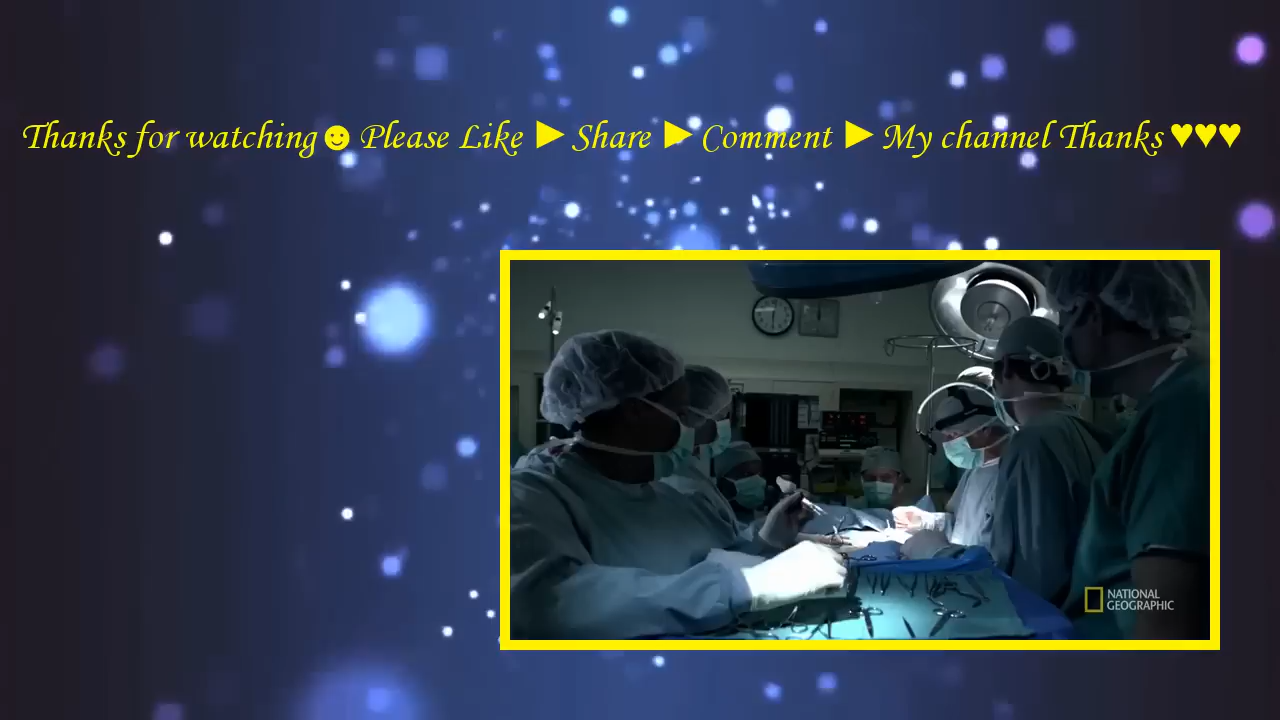 Thanks for watching☻Please Like ► Share ► Comment ► My channel Thanks ♥♥♥
NATIONAL
GEOGRAPHIC